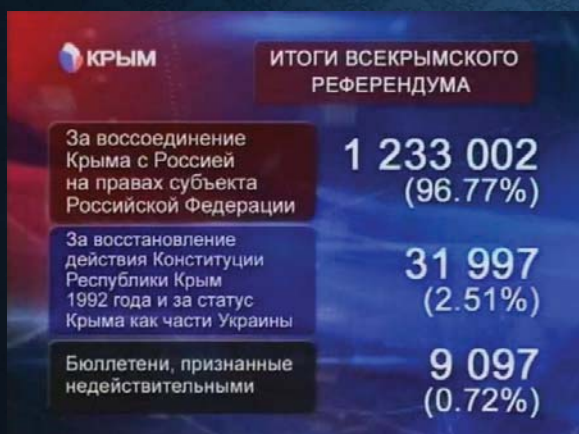 КРЫМ
ИТОГИ ВСЕКРЫМСКОГО
РЕФЕРЕНДУМА
За воссоединение
Крыма с Россией
на правах субъекта
Российской Федерации
1 233 002
(96.77%)
За восстановление
действия Конституции
Республики Крым
1992 года и за статус
Крыма как части Украины
31 997
(2.51%)
Бюллетени, признанные
недействительными
9 097
(0.72%)